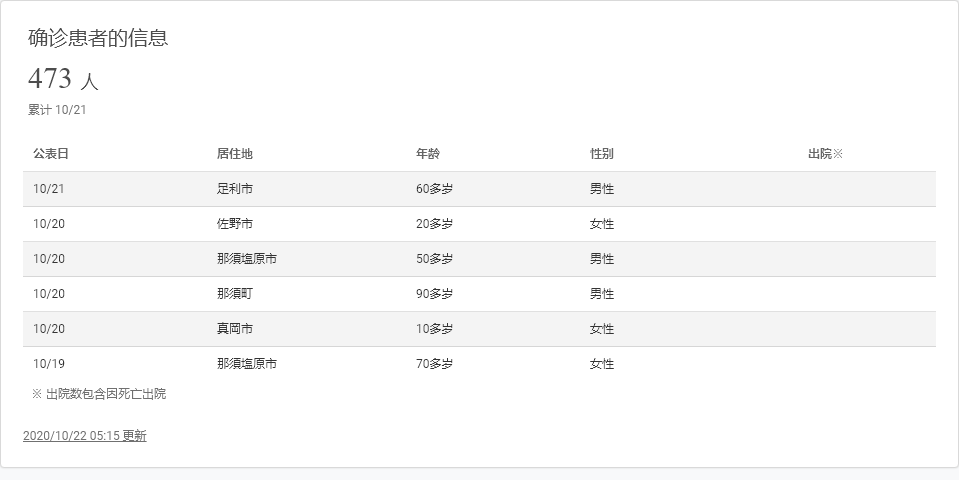 确诊患者的信息
473 人
累计 10/21
公表日 居住地 年龄 性别 出院※
10/21 足利市 60多岁 男性
10/20 佐野市 20多岁 女性
10/20 那須塩原市 50多岁 男性
10/20 那須町 90多岁 男性
10/20 真岡市 10多岁 女性
10/19 那須塩原市 70多岁 女性
※ 出院数包含因死亡出院
2020/10/22 05:15 更新